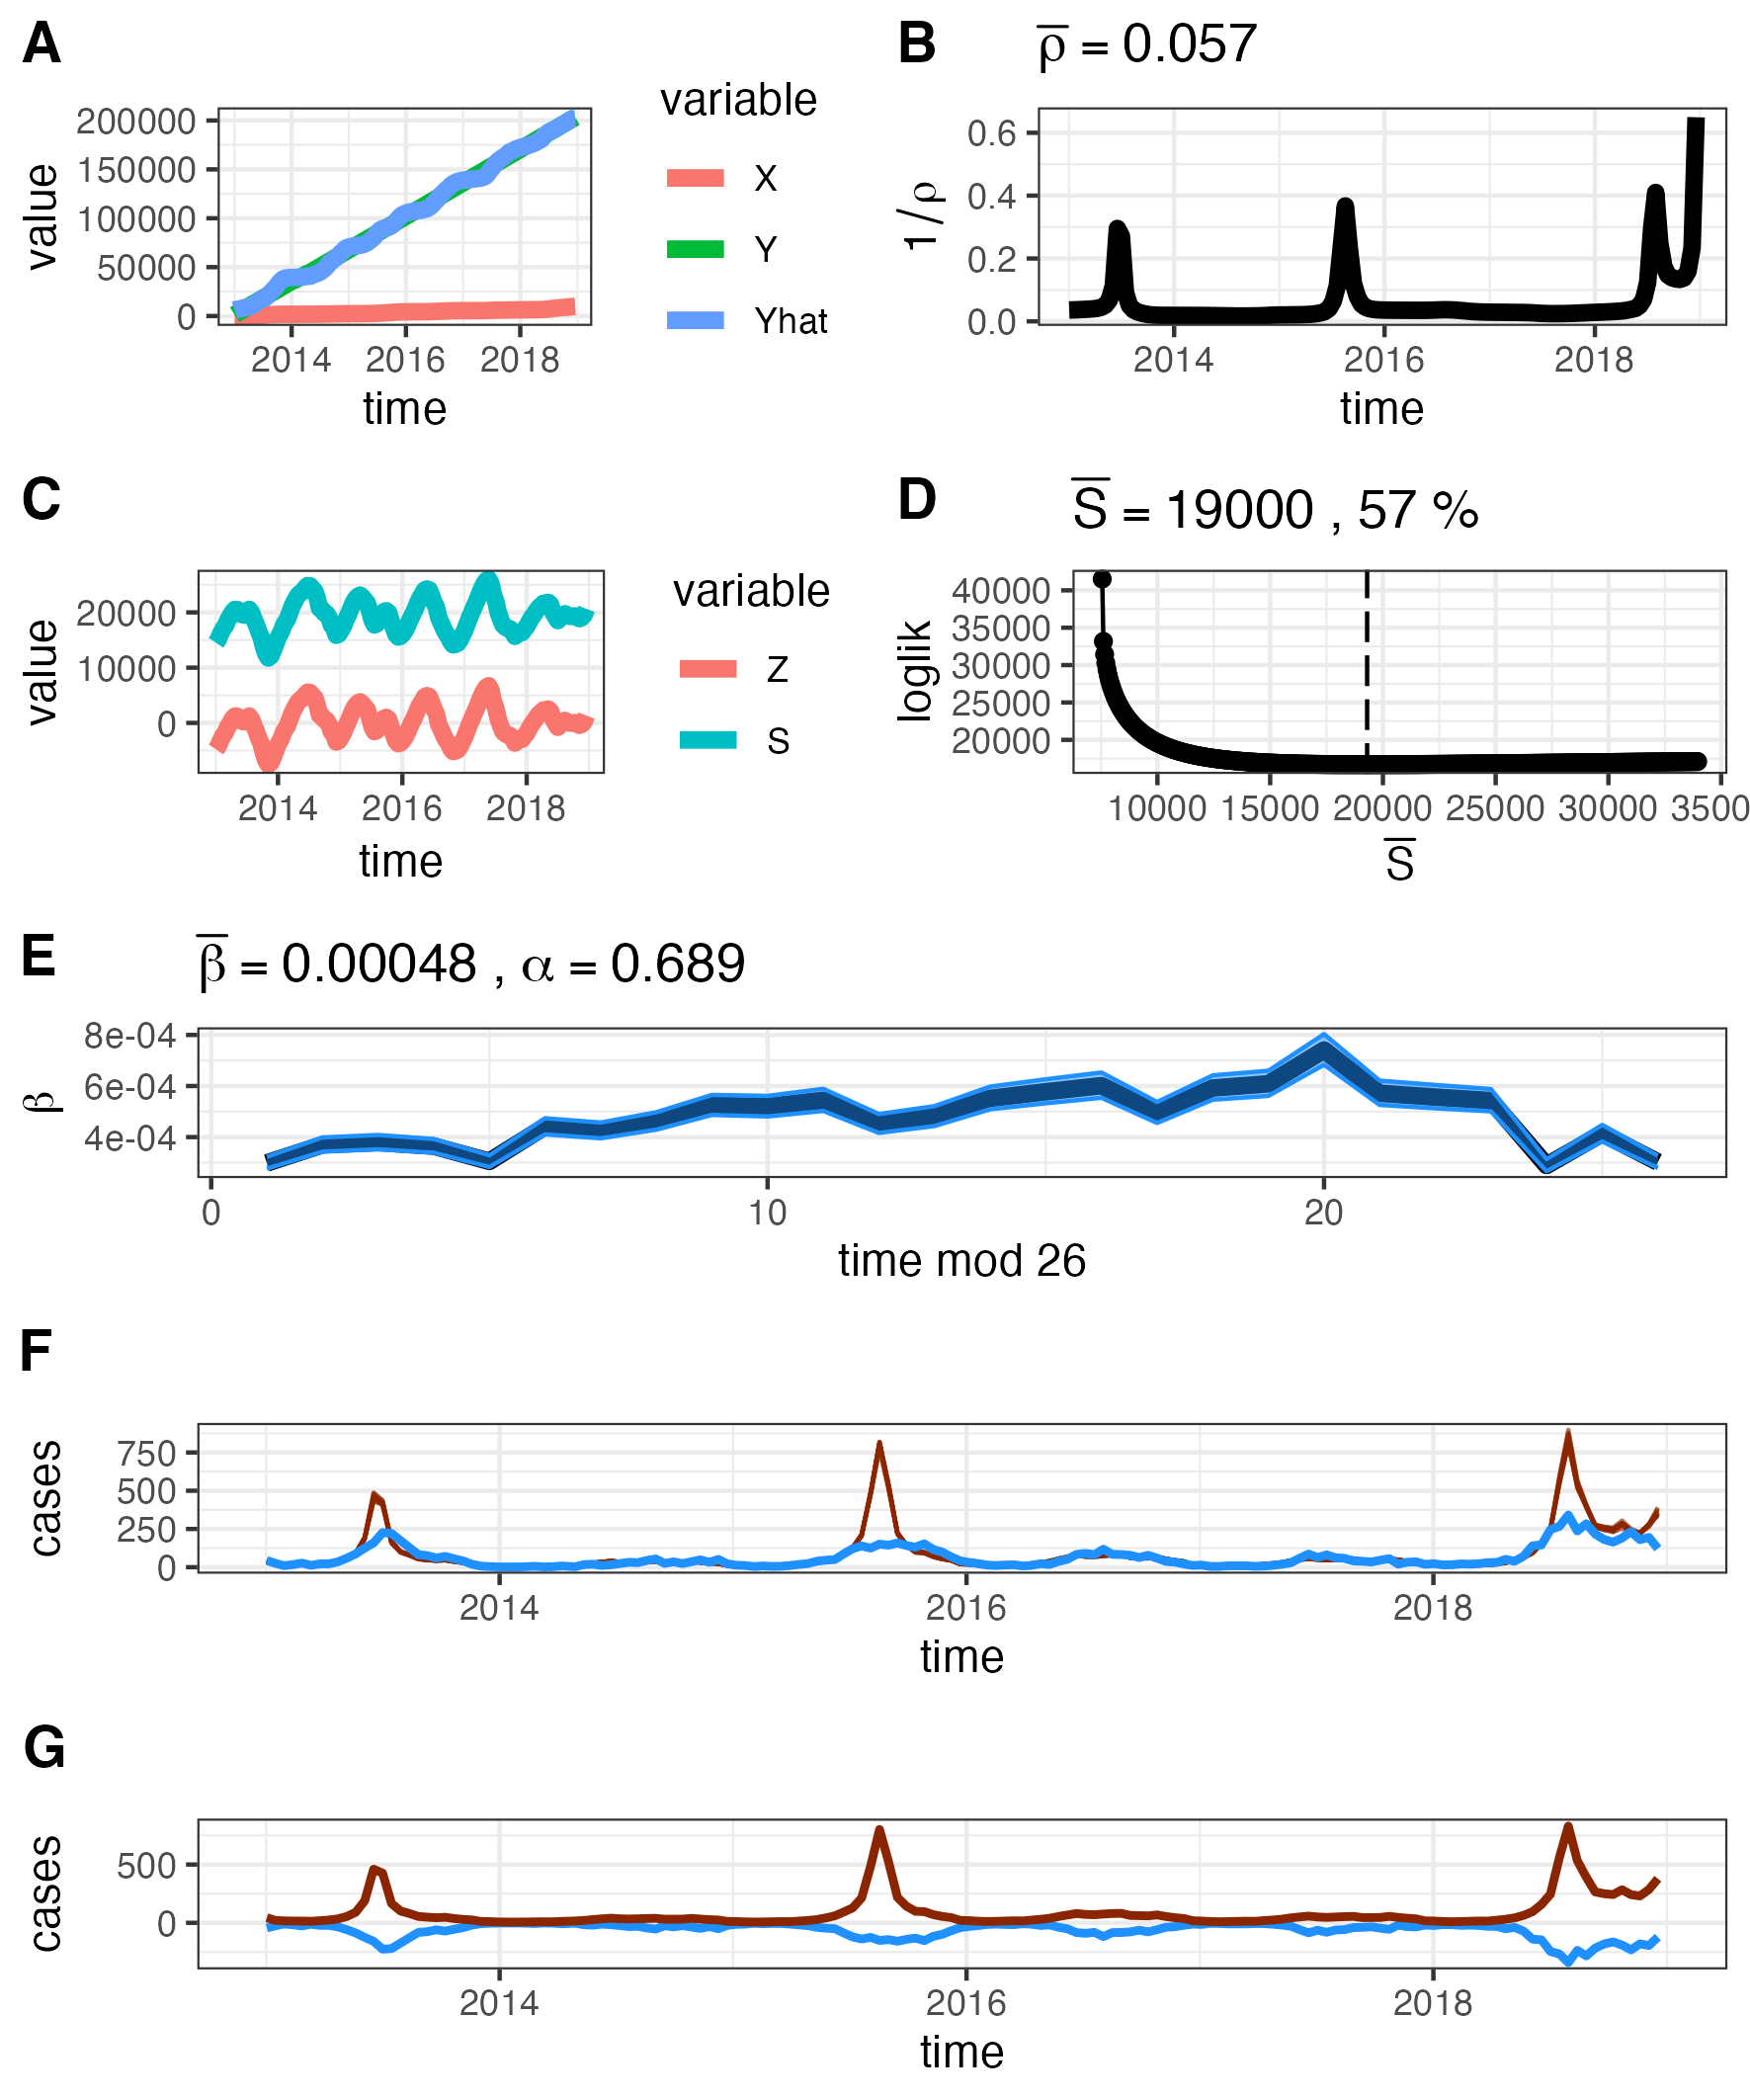 A
variable
200000
150000
100000
50000
0
value
2014 2016 2018
time
X
Y
Yhat
B
ρ̅ = 0.057
0.6
0.4
0.2
0.0
1/ρ
2014 2016 2018
time
C
variable
20000
10000
0
value
2014 2016 2018
time
Z
S
D
S̅ = 19000 , 57 %
40000
35000
30000
25000
20000
loglik
10000 15000 20000 25000 30000 3500
S̅
E
β̅ = 0.00048 , α = 0.689
8e-04
6e-04
4e-04
β
0 10 20
time mod 26
F
750
500
250
0
cases
2014 2016 2018
time
G
500
0
cases
2014 2016 2018
time